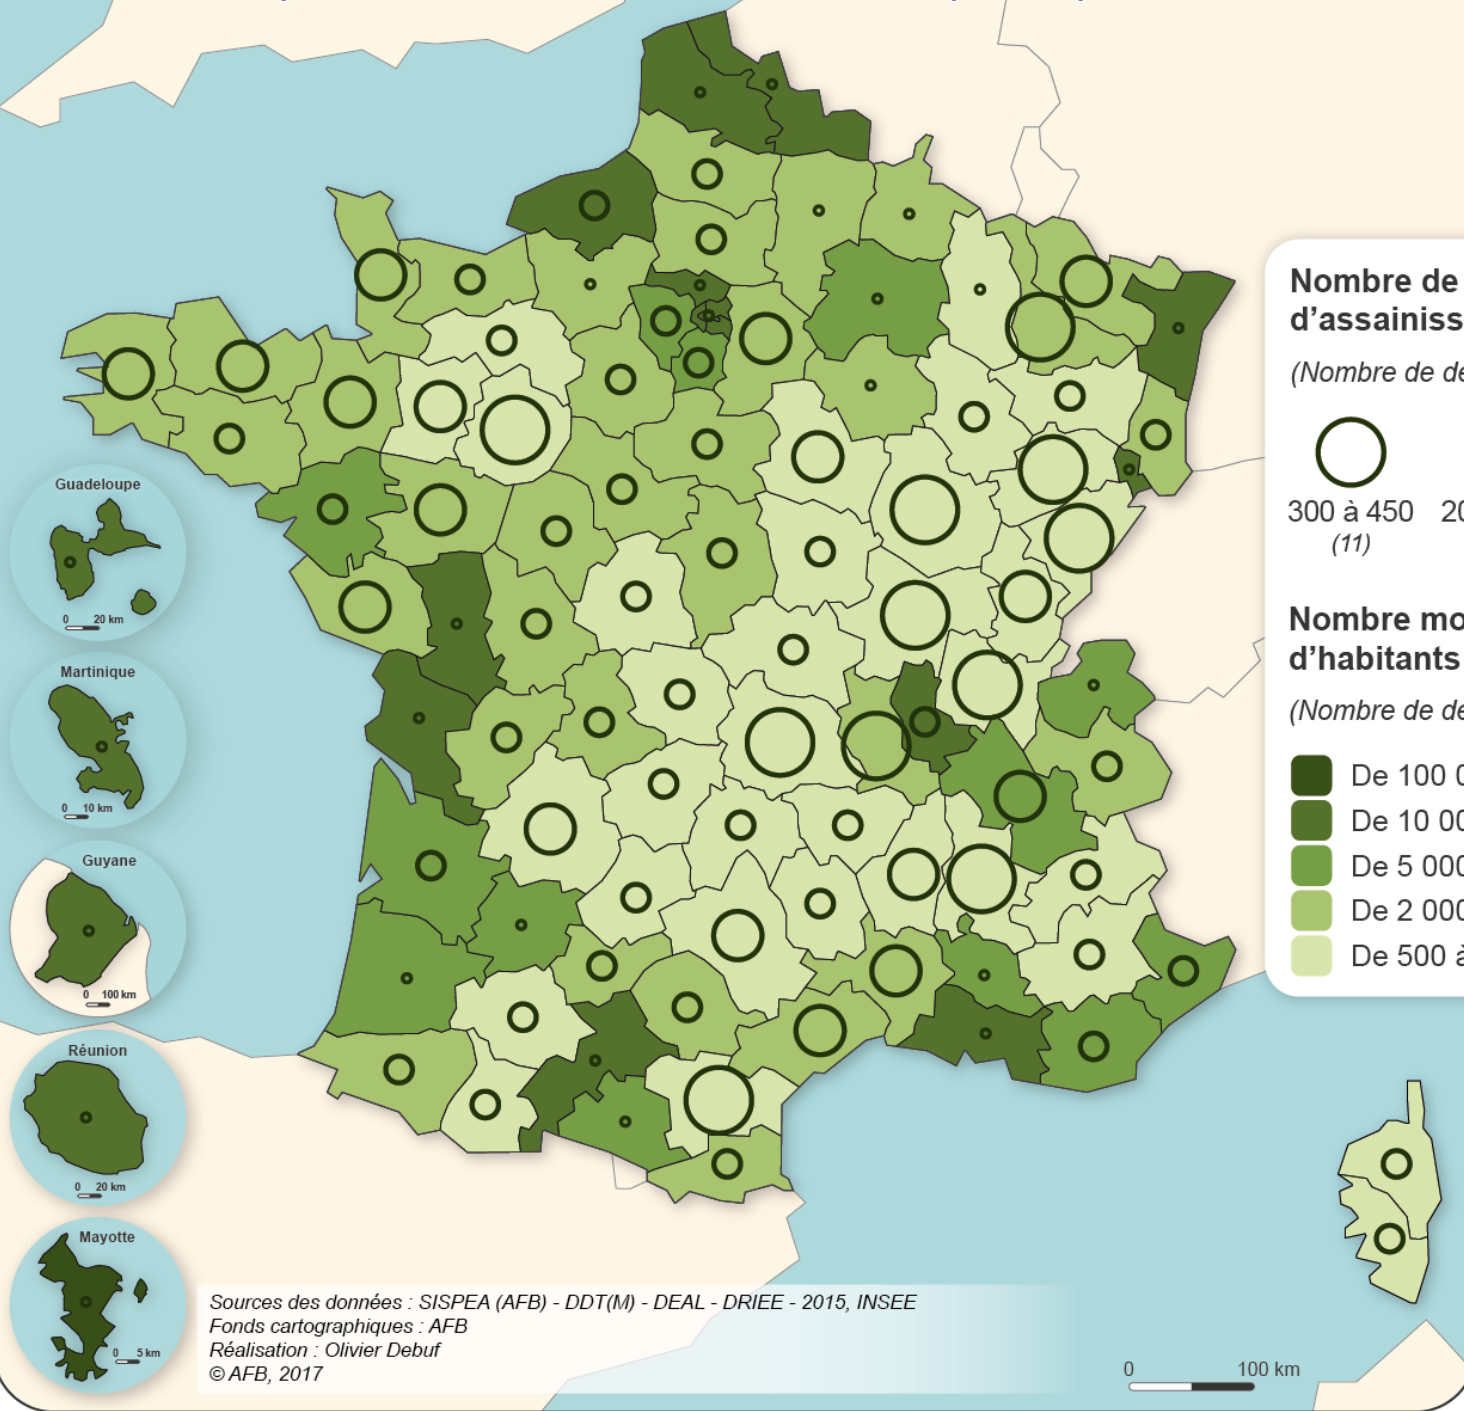 Nombre de
d’assainiss
(Nombre de dé
300 à 450
20
(11)
Nombre mo
d’habitants
(Nombre de dé
De 100 0
De 10 00
De 5 000
De 2 000
De 500 à
Guadeloupe
0 20 km
Martinique
0 10 km
Guyane
0 100 km
Réunion
0 20 km
Mayotte
0 5 km
Sources des données : SISPEA (AFB) - DDT(M) - DEAL - DRIEE - 2015, INSEE
Fonds cartographiques : AFB
Réalisation : Olivier Debuf
© AFB, 2017
0 100 km